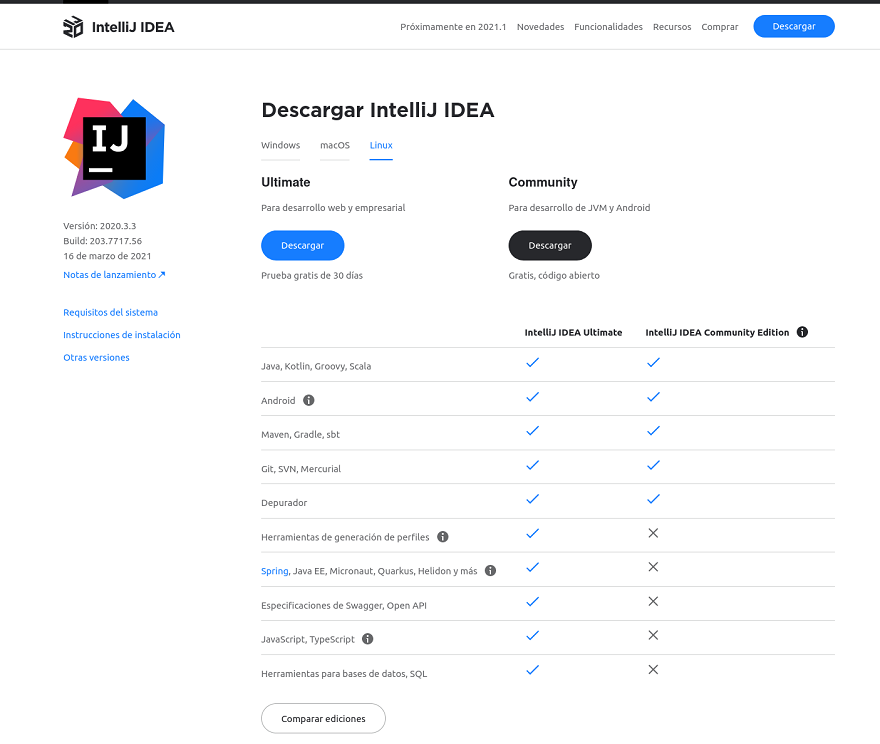 IntelliJ IDEA
Próximamente en 2021.1 Novedades Funcionalidades Recursos Comprar Descargar
IJ
Versión: 2020.3.3
Build: 203.7717.56
16 de marzo de 2021
Notas de lanzamiento ↗
Requisitos del sistema
Instrucciones de instalación
Otras versiones
Descargar IntelliJ IDEA
Windows macOS Linux
Ultimate
Para desarrollo web y empresarial
Descargar
Prueba gratis de 30 días
Community
Para desarrollo de JVM y Android
Descargar
Gratis, código abierto
IntelliJ IDEA Ultimate IntelliJ IDEA Community Edition
Java, Kotlin, Groovy, Scala
Android
Maven, Gradle, sbt
Git, SVN, Mercurial
Depurador
Herramientas de generación de perfiles
Spring, Java EE, Micronaut, Quarkus, Helidon y más
Especificaciones de Swagger, Open API
JavaScript, TypeScript
Herramientas para bases de datos, SQL
Comparar ediciones